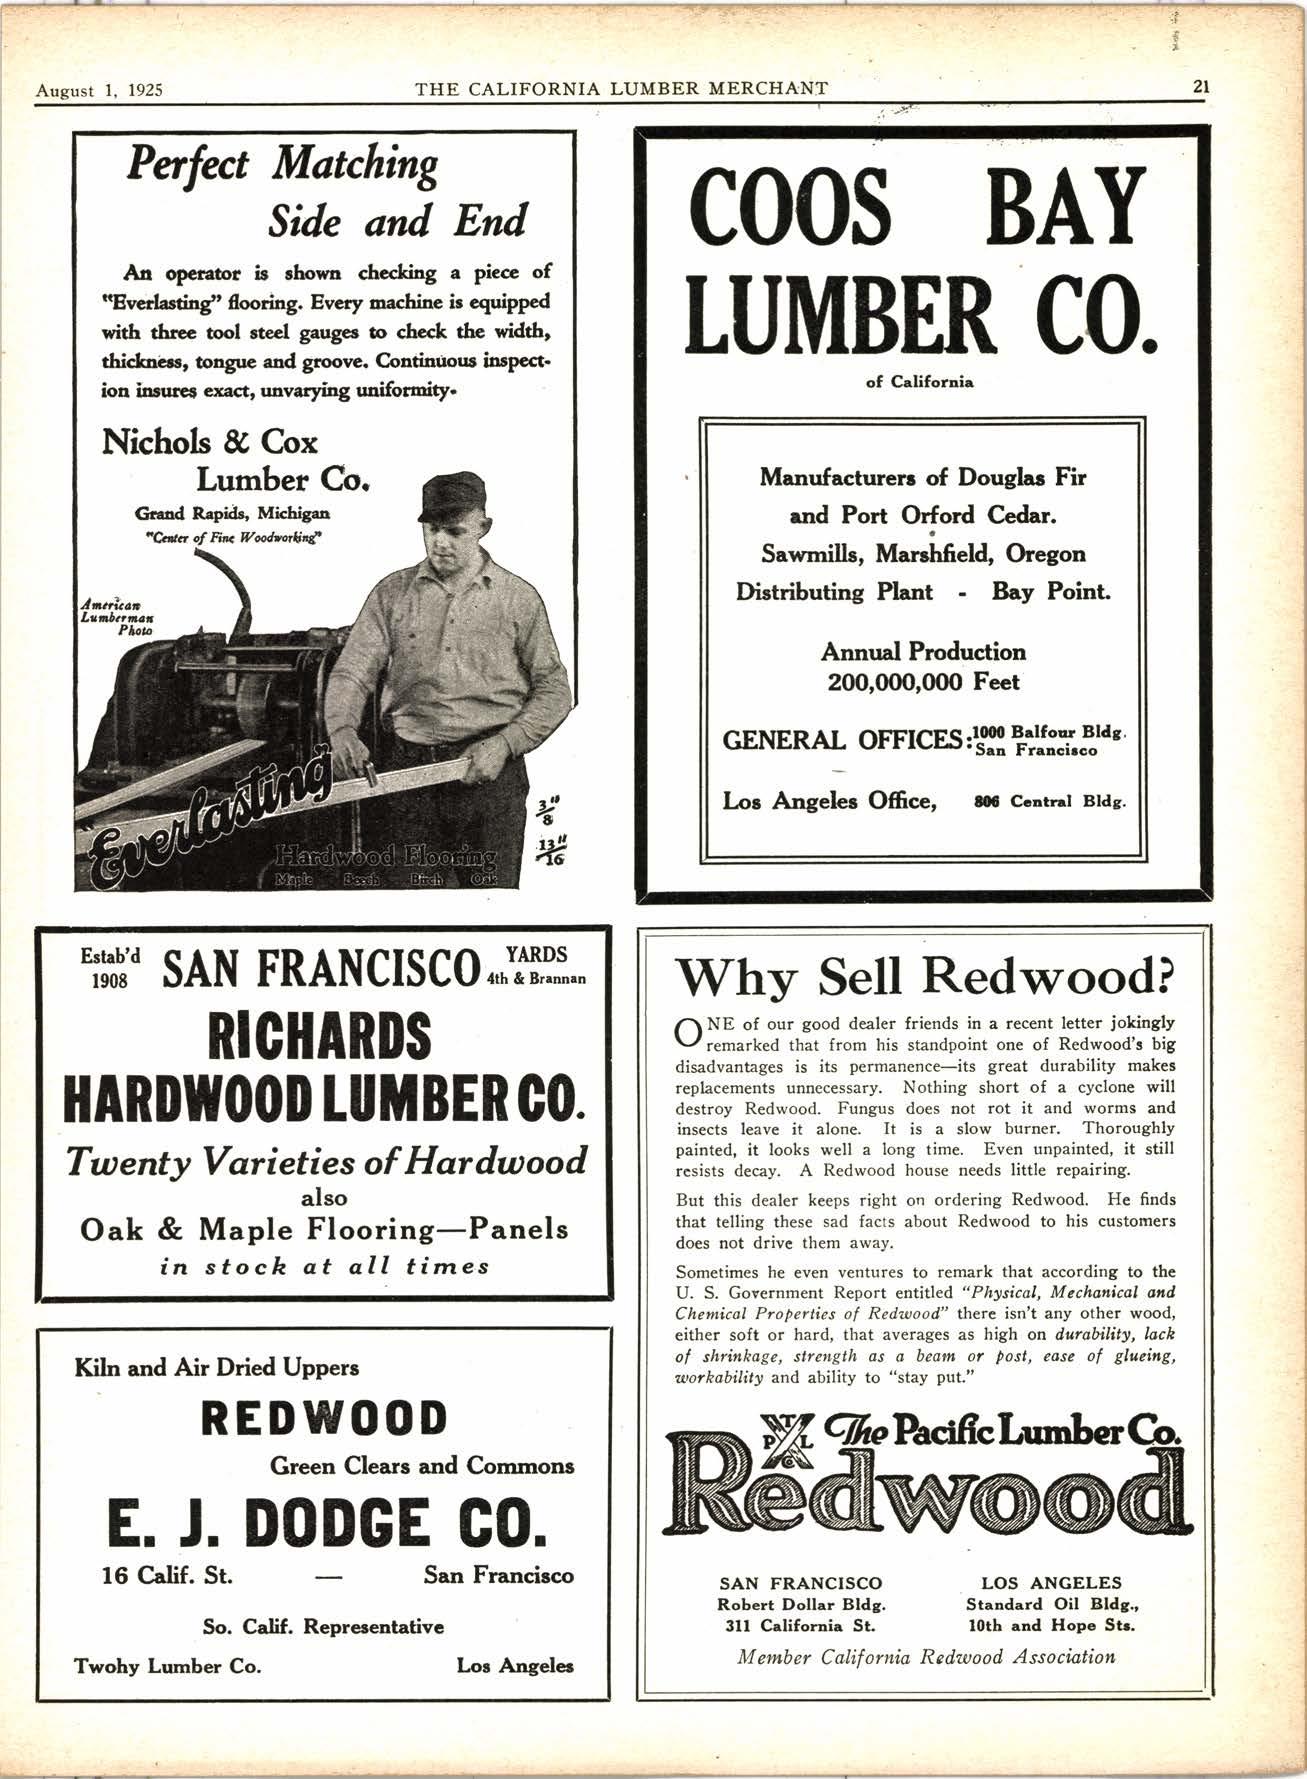 August 1, 1925
THE CALIFORNIA LUMBER MERCHANT
21
Perfect Matching
Side and End
An operator is shown checking a piece of
"Everlasting" flooring. Every machine is equipped
with three tool steel gauges to check the width,
thickness, tongue and groove. Continuous inspect-
ion insures exact, unvarying uniformity.
Nichols & Cox
Lumber Co.
Grand Rapids, Michigan
"Center of Fine Woodworking"
American
Lumberman
Photo
"Everlasting"
3/8"
13/16"
Hardwood Flooring
Maple Beech Birch Oak
COOS BAY
LUMBER CO.
of California
Manufacturers of Douglas Fir
and Port Orford Cedar.
Sawmills, Marshfield, Oregon
Distributing Plant - Bay Point.
Annual Production
200,000,000 Feet
GENERAL OFFICES: 1000 Balfour Bldg.
San Francisco
Los Angeles Office, 806 Central Bldg.
Estab'd
1908
SAN FRANCISCO
YARDS
4th & Brannan
RICHARDS
HARDWOOD LUMBER CO.
Twenty Varieties of Hardwood
also
Oak & Maple Flooring—Panels
in stock at all times
Kiln and Air Dried Uppers
REDWOOD
Green Clears and Commons
E. J. DODGE CO.
16 Calif. St. — San Francisco
So. Calif. Representative
Twohy Lumber Co. Los Angeles
Why Sell Redwood?
ONE of our good dealer friends in a recent letter jokingly
remarked that from his standpoint one of Redwood's big
disadvantages is its permanence—its great durability makes
replacements unnecessary. Nothing short of a cyclone will
destroy Redwood. Fungus does not rot it and worms and
insects leave it alone. It is a slow burner. Thoroughly
painted, it looks well a long time. Even unpainted, it still
resists decay. A Redwood house needs little repairing.
But this dealer keeps right on ordering Redwood. He finds
that telling these sad facts about Redwood to his customers
does not drive them away.
Sometimes he even ventures to remark that according to the
U. S. Government Report entitled "Physical, Mechanical and
Chemical Properties of Redwood" there isn't any other wood,
either soft or hard, that averages as high on durability, lack
of shrinkage, strength as a beam or post, ease of glueing,
workability and ability to "stay put."
T P L Co
The Pacific Lumber Co.
Redwood
SAN FRANCISCO
Robert Dollar Bldg.
311 California St.
LOS ANGELES
Standard Oil Bldg.,
10th and Hope Sts.
Member California Redwood Association